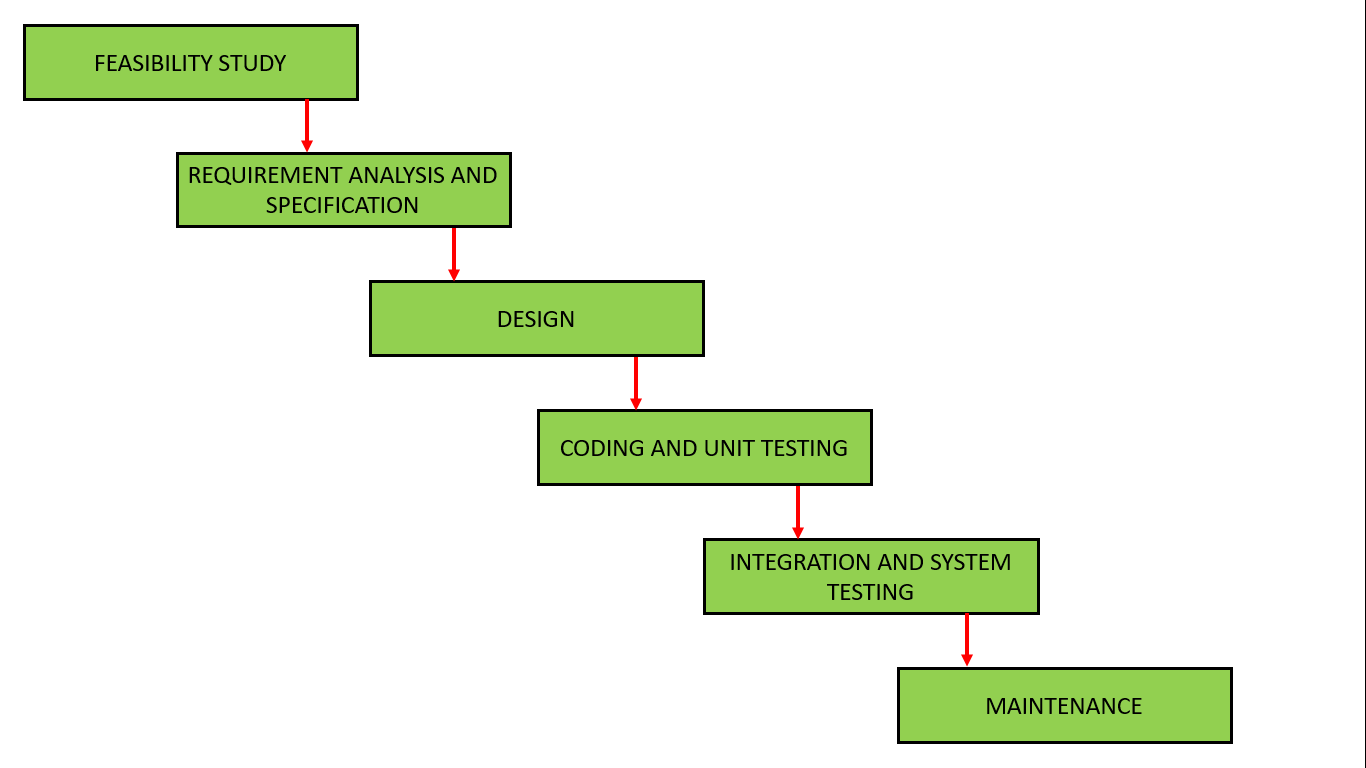 FEASIBILITY STUDY
REQUIREMENT ANALYSIS AND
SPECIFICATION
DESIGN
CODING AND UNIT TESTING
INTEGRATION AND SYSTEM
TESTING
MAINTENANCE